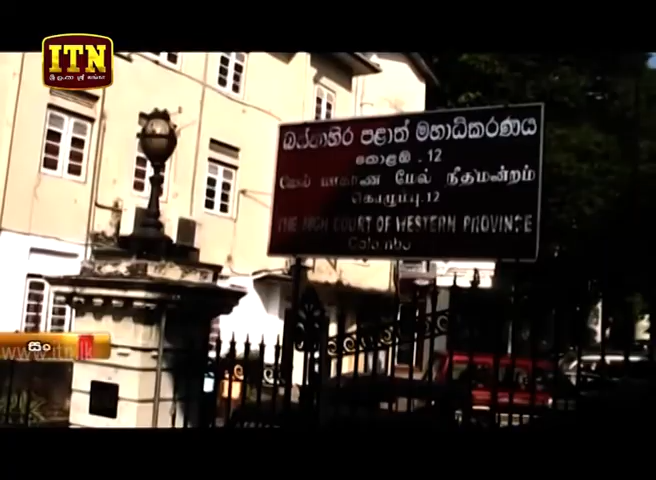 ITN
බස්නාහිර පළාත් මහාධිකරණය
කොළඹ - 12
மேல் மாகாண மேல் நீதிமன்றம்
கொழும்பு-12
THE HIGH COURT OF WESTERN PROVINCE
Colombo
සං
www.itn.lk